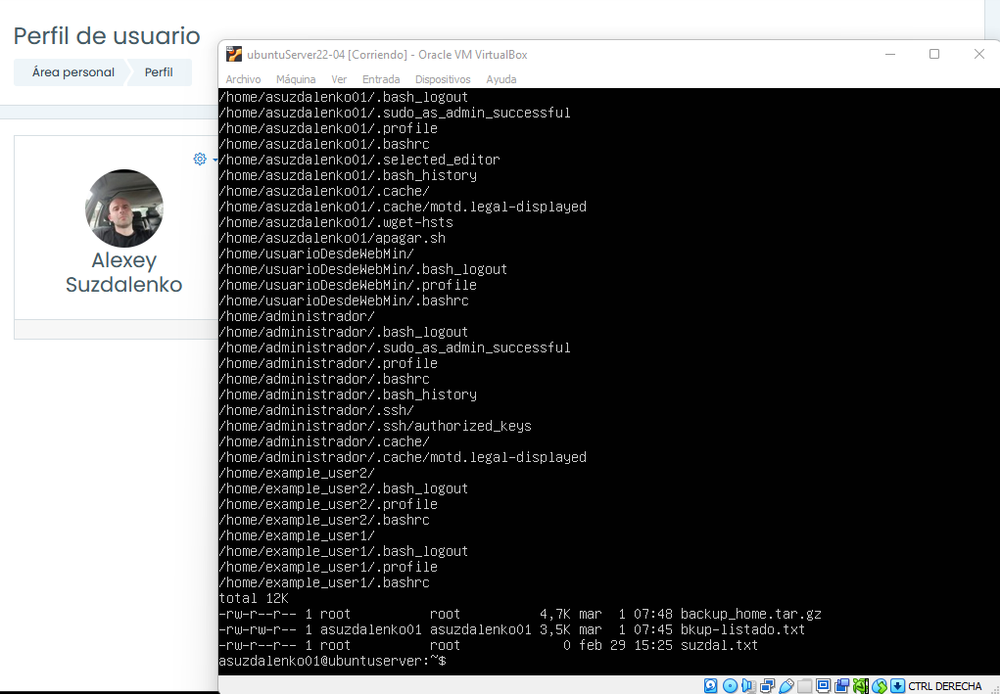 Perfil de usuario
Área personal
Perfil
Alexey
Suzdalenko
ubuntuServer22-04 [Corriendo] - Oracle VM VirtualBox
Archivo Máquina Ver Entrada Dispositivos Ayuda
/home/asuzdalenko01/.bash_logout
/home/asuzdalenko01/.sudo_as_admin_successful
/home/asuzdalenko01/.profile
/home/asuzdalenko01/.bashrc
/home/asuzdalenko01/.selected_editor
/home/asuzdalenko01/.bash_history
/home/asuzdalenko01/.cache/
/home/asuzdalenko01/.cache/motd.legal-displayed
/home/asuzdalenko01/.wget-hsts
/home/asuzdalenko01/apagar.sh
/home/usuarioDesdeWebMin/
/home/usuarioDesdeWebMin/.bash_logout
/home/usuarioDesdeWebMin/.profile
/home/usuarioDesdeWebMin/.bashrc
/home/administrador/
/home/administrador/.bash_logout
/home/administrador/.sudo_as_admin_successful
/home/administrador/.profile
/home/administrador/.bashrc
/home/administrador/.bash_history
/home/administrador/.ssh/
/home/administrador/.ssh/authorized_keys
/home/administrador/.cache/
/home/administrador/.cache/motd.legal-displayed
/home/example_user2/
/home/example_user2/.bash_logout
/home/example_user2/.profile
/home/example_user2/.bashrc
/home/example_user1/
/home/example_user1/.bash_logout
/home/example_user1/.profile
/home/example_user1/.bashrc
total 12K
-rw-r--r-- 1 root root 4,7K mar 1 07:48 backup_home.tar.gz
-rw-rw-r-- 1 asuzdalenko01 asuzdalenko01 3,5K mar 1 07:45 bkup-listado.txt
-rw-r--r-- 1 root root 0 feb 29 15:25 suzdal.txt
asuzdalenko01@ubuntuserver:~$
CTRL DERECHA